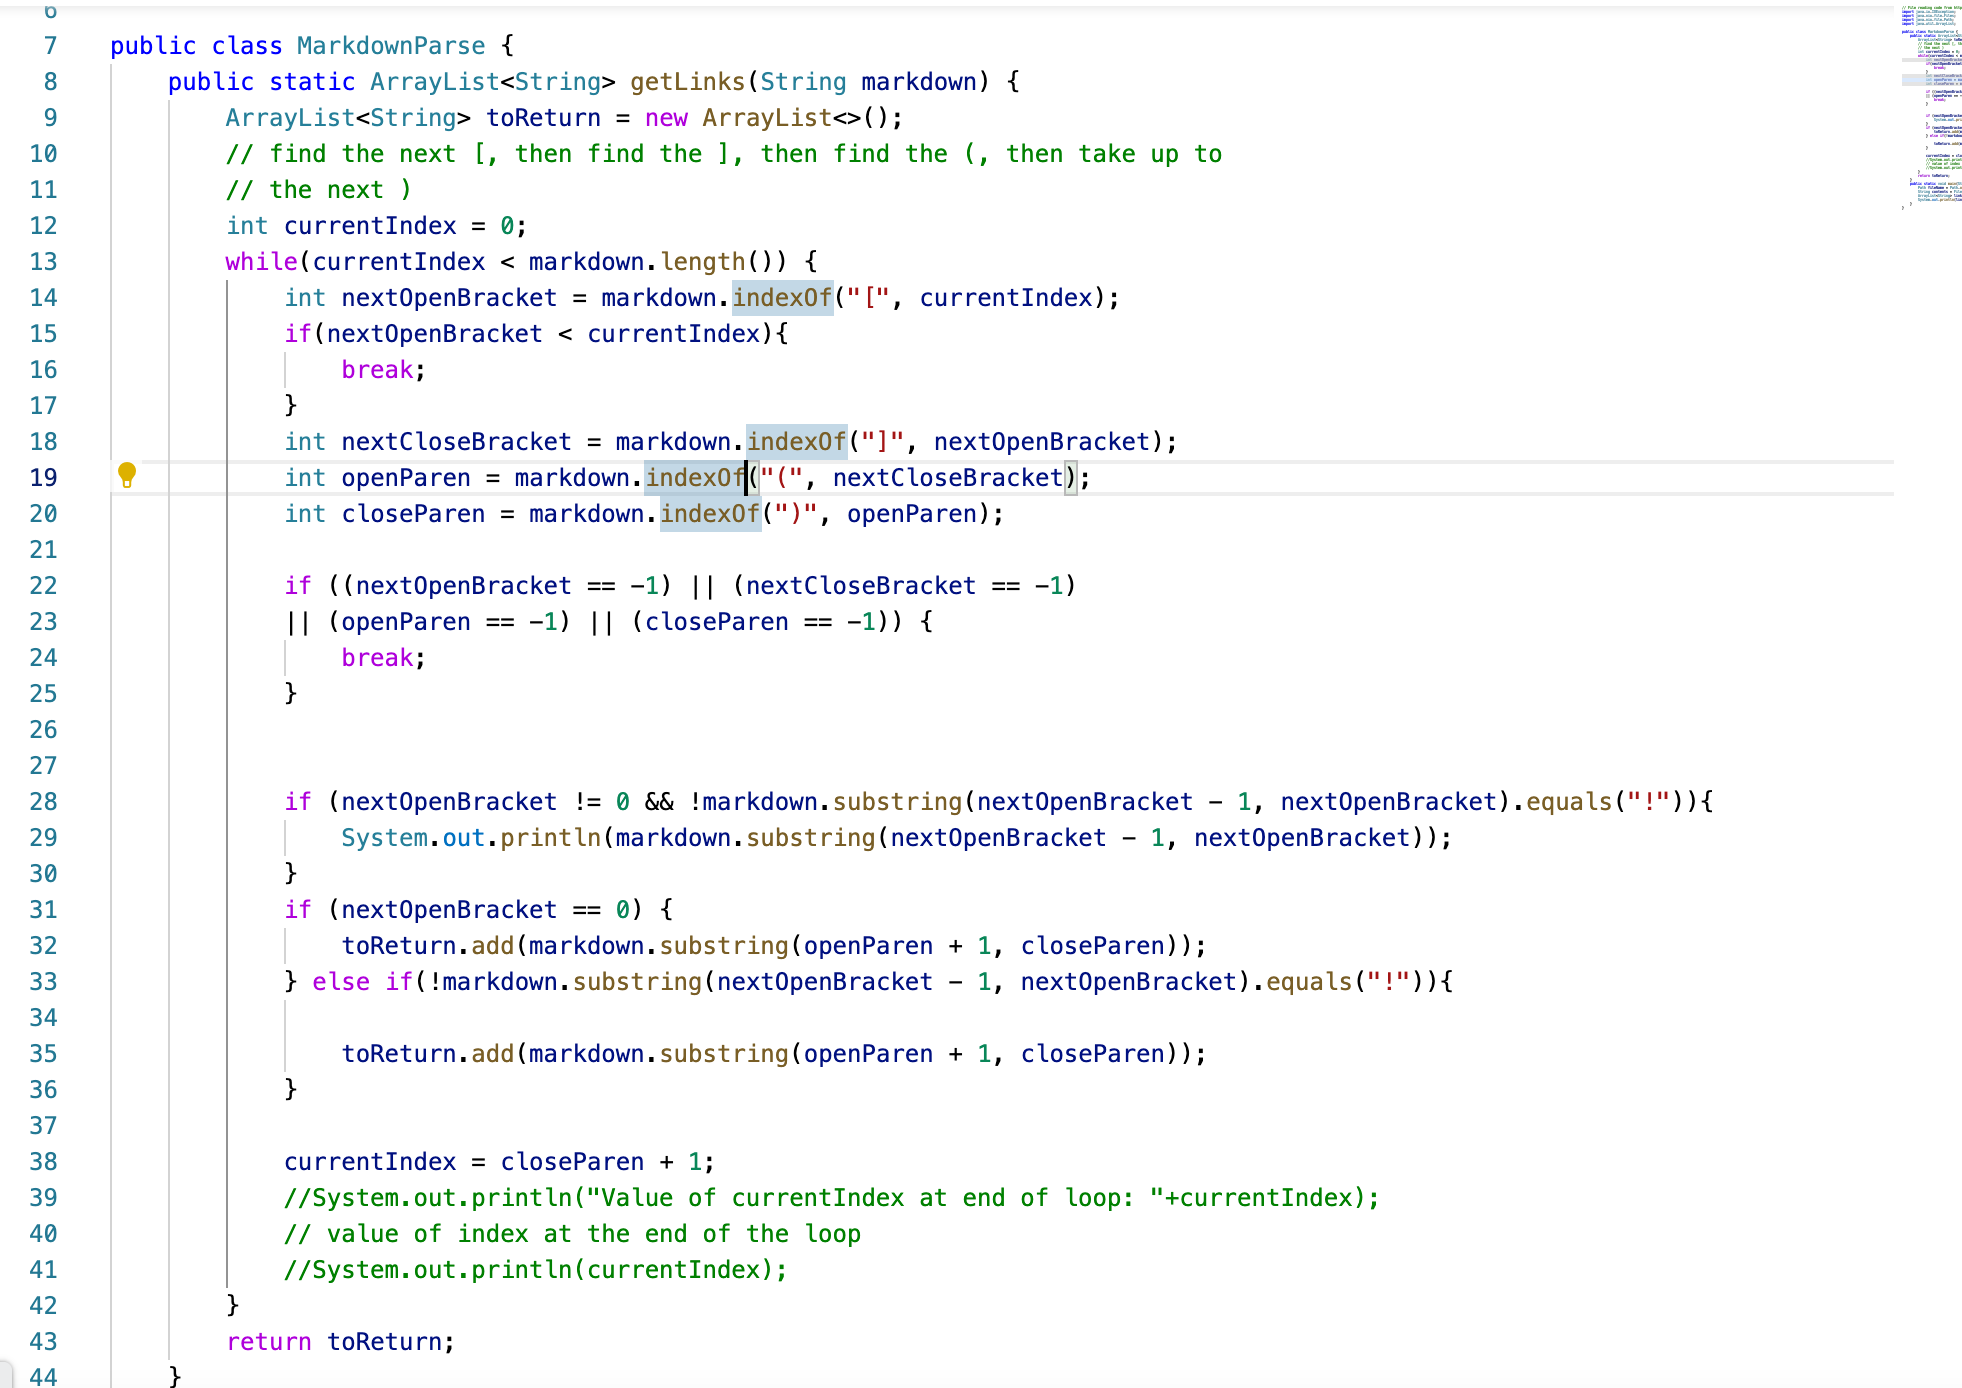 6
7 public class MarkdownParse {
8 public static ArrayList<String> getLinks(String markdown) {
9 ArrayList<String> toReturn = new ArrayList<>();
10 // find the next [, then find the ], then find the (, then take up to
11 // the next )
12 int currentIndex = 0;
13 while(currentIndex < markdown.length()) {
14 int nextOpenBracket = markdown.indexOf("[", currentIndex);
15 if(nextOpenBracket < currentIndex){
16 break;
17 }
18 int nextCloseBracket = markdown.indexOf("]", nextOpenBracket);
19 int openParen = markdown.indexOf("(", nextCloseBracket);
20 int closeParen = markdown.indexOf(")", openParen);
21
22 if ((nextOpenBracket == -1) || (nextCloseBracket == -1)
23 || (openParen == -1) || (closeParen == -1)) {
24 break;
25 }
26
27
28 if (nextOpenBracket != 0 && !markdown.substring(nextOpenBracket - 1, nextOpenBracket).equals("!")){
29 System.out.println(markdown.substring(nextOpenBracket - 1, nextOpenBracket));
30 }
31 if (nextOpenBracket == 0) {
32 toReturn.add(markdown.substring(openParen + 1, closeParen));
33 } else if(!markdown.substring(nextOpenBracket - 1, nextOpenBracket).equals("!")){
34
35 toReturn.add(markdown.substring(openParen + 1, closeParen));
36 }
37
38 currentIndex = closeParen + 1;
39 //System.out.println("Value of currentIndex at end of loop: "+currentIndex);
40 // value of index at the end of the loop
41 //System.out.println(currentIndex);
42 }
43 return toReturn;
44 }